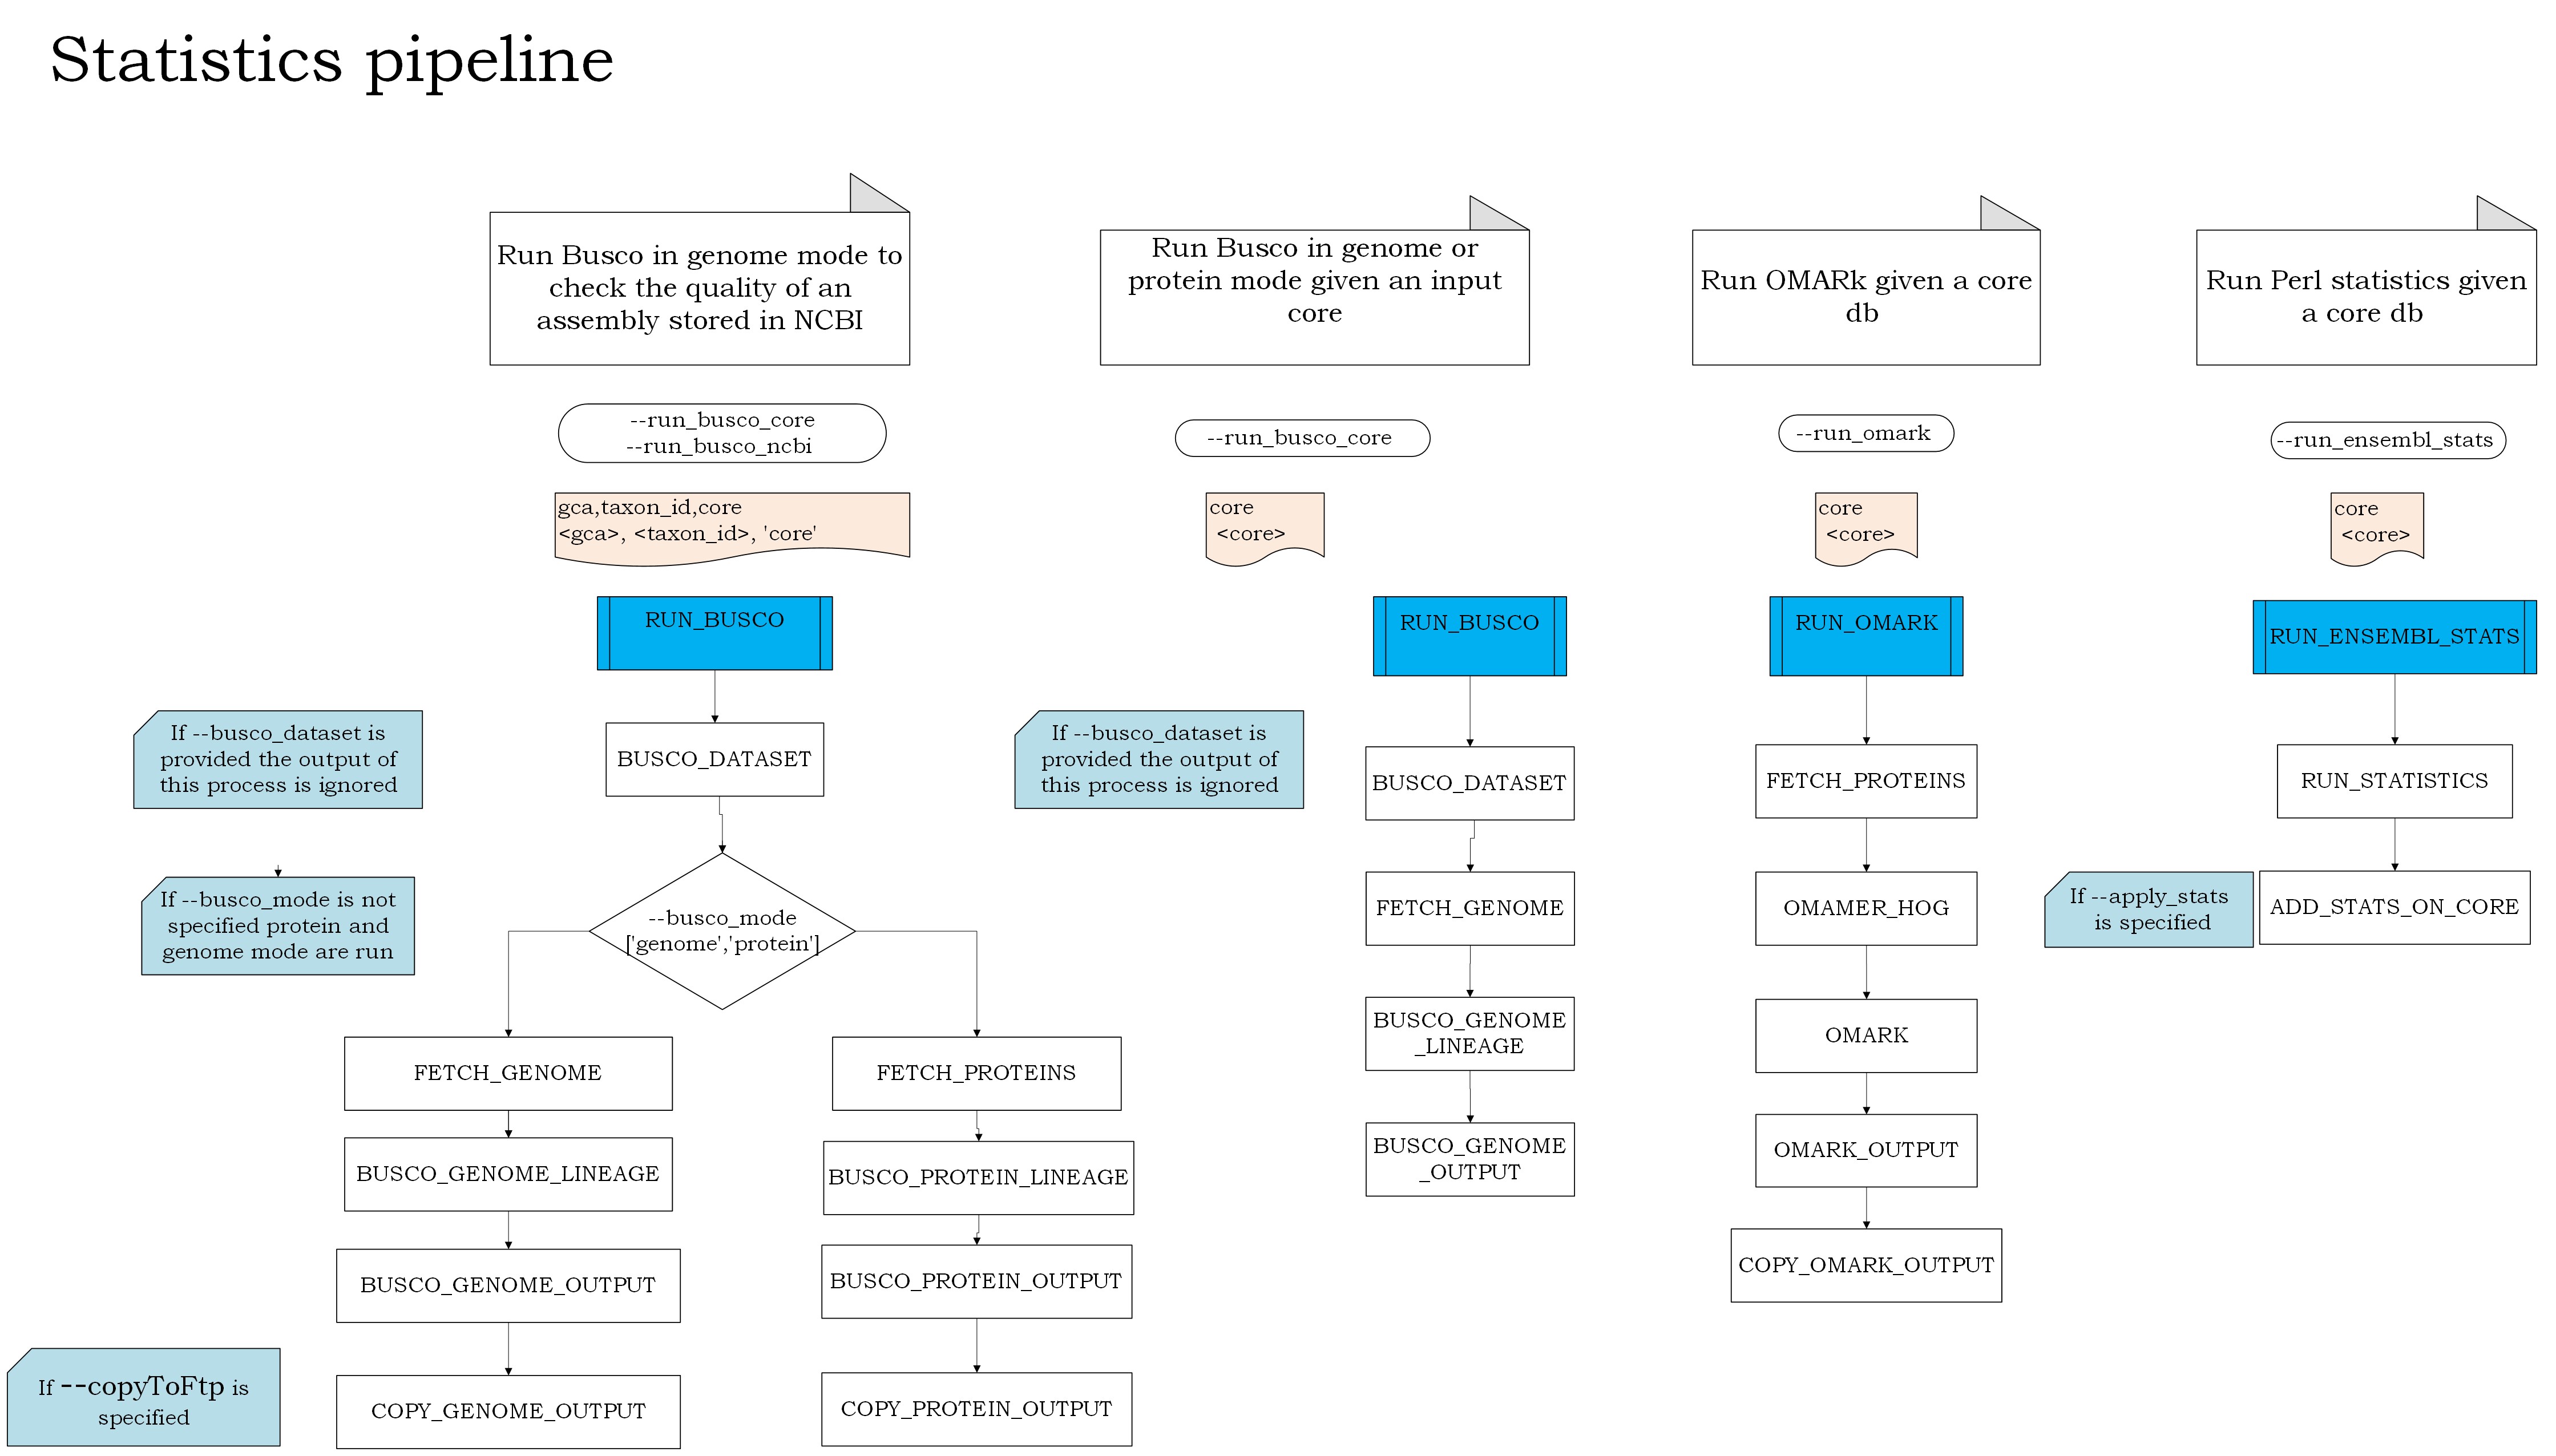 Statistics pipeline
Run Busco in genome mode to
check the quality of an
assembly stored in NCBI
Run Busco in genome or
protein mode given an input
core
Run OMARk given a core
db
Run Perl statistics given
a core db
--run_busco_core
--run_busco_ncbi
--run_busco_core
--run_omark
--run_ensembl_stats
gca,taxon_id,core
<gca>, <taxon_id>, 'core'
core
<core>
core
<core>
core
<core>
RUN_BUSCO
RUN_BUSCO
RUN_OMARK
RUN_ENSEMBL_STATS
If --busco_dataset is
provided the output of
this process is ignored
BUSCO_DATASET
If --busco_dataset is
provided the output of
this process is ignored
BUSCO_DATASET
FETCH_PROTEINS
RUN_STATISTICS
If --busco_mode is not
specified protein and
genome mode are run
--busco_mode
['genome','protein']
FETCH_GENOME
OMAMER_HOG
If --apply_stats
is specified
ADD_STATS_ON_CORE
FETCH_GENOME
FETCH_PROTEINS
BUSCO_GENOME
_LINEAGE
OMARK
BUSCO_GENOME_LINEAGE
BUSCO_PROTEIN_LINEAGE
BUSCO_GENOME
_OUTPUT
OMARK_OUTPUT
BUSCO_GENOME_OUTPUT
BUSCO_PROTEIN_OUTPUT
COPY_OMARK_OUTPUT
If --copyToFtp is
specified
COPY_GENOME_OUTPUT
COPY_PROTEIN_OUTPUT